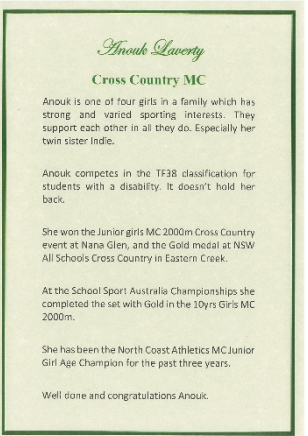 Anouk Laverty
Cross Country MC
Anouk is one of four girls in a family which has
strong and varied sporting interests. They
support each other in all they do. Especially her
twin sister Indie.
Anouk competes in the TF38 classification for
students with a disability. It doesn't hold her
back.
She won the Junior girls MC 2000m Cross Country
event at Nana Glen, and the Gold medal at NSW
All Schools Cross Country in Eastern Creek.
At the School Sport Australia Championships she
completed the set with Gold in the 10yrs Girls MC
2000m.
She has been the North Coast Athletics MC Junior
Girl Age Champion for the past three years.
Well done and congratulations Anouk.